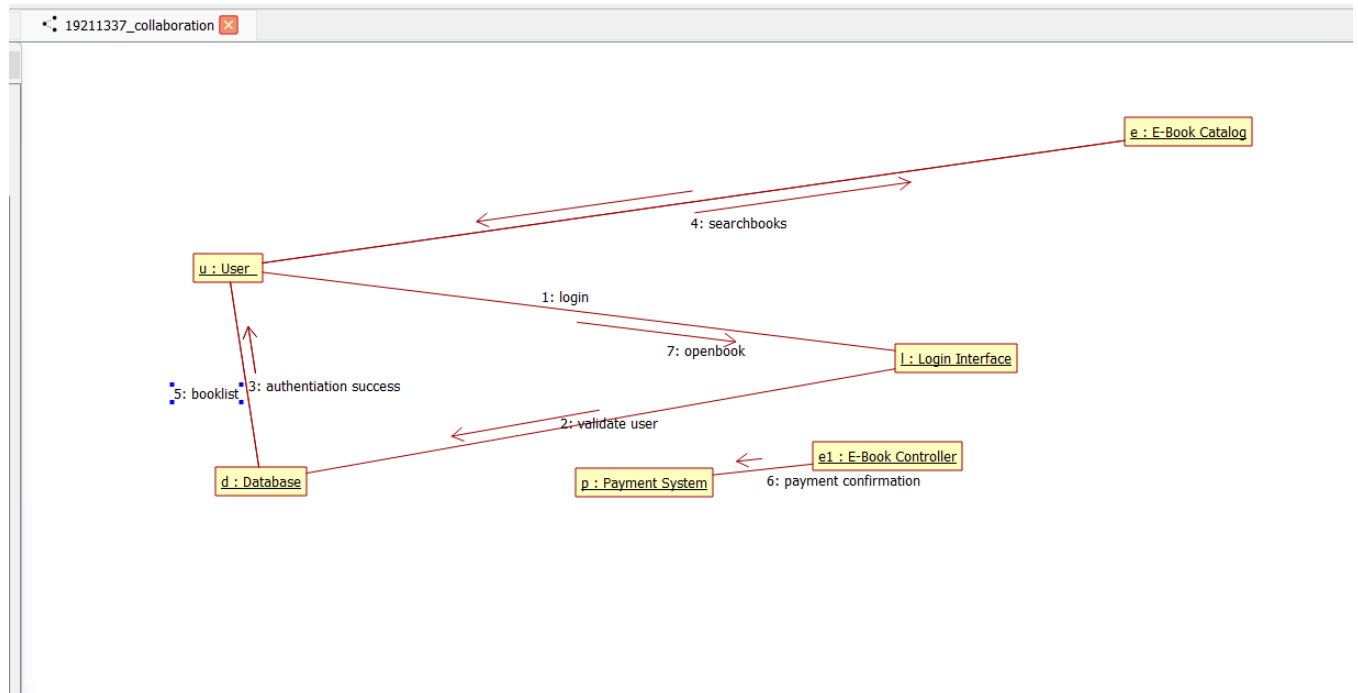 19211337_collaboration
e : E-Book Catalog
4: searchbooks
u : User
1: login
7: openbook
l : Login Interface
5: booklist
3: authentiation success
2: validate user
e1 : E-Book Controller
d : Database
p : Payment System
6: payment confirmation